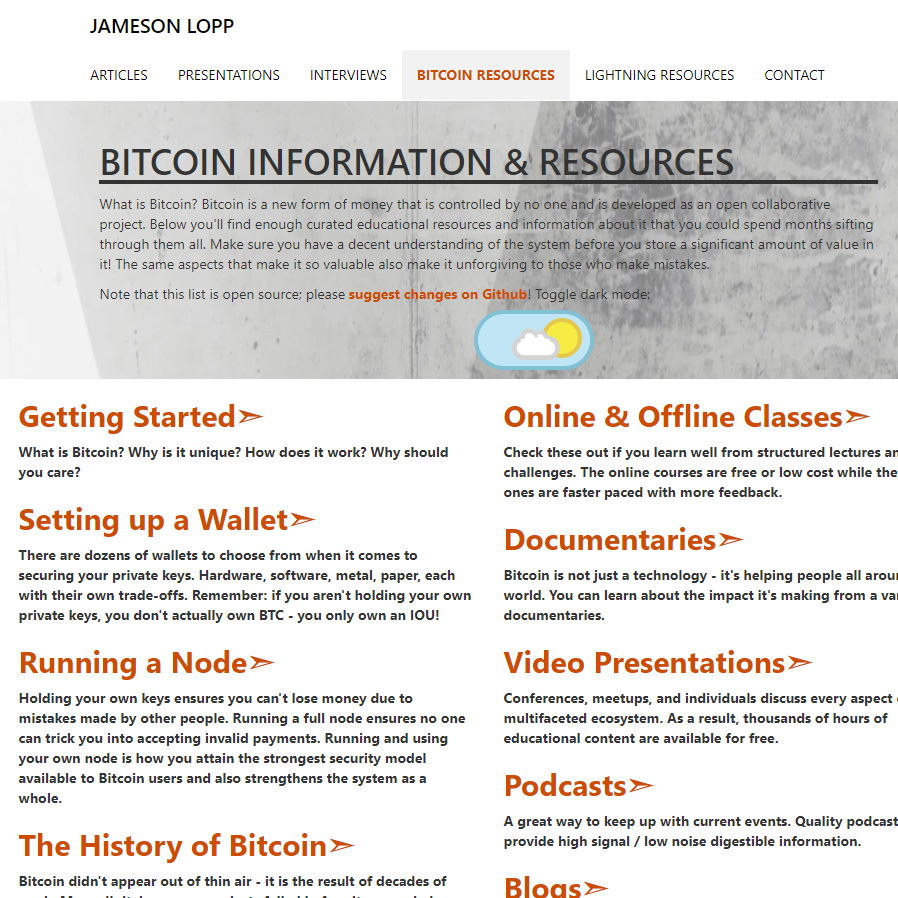 JAMESON LOPP
ARTICLES PRESENTATIONS INTERVIEWS BITCOIN RESOURCES LIGHTNING RESOURCES CONTACT
BITCOIN INFORMATION & RESOURCES
What is Bitcoin? Bitcoin is a new form of money that is controlled by no one and is developed as an open collaborative
project. Below you'll find enough curated educational resources and information about it that you could spend months sifting
through them all. Make sure you have a decent understanding of the system before you store a significant amount of value in
it! The same aspects that make it so valuable also make it unforgiving to those who make mistakes.
Note that this list is open source; please suggest changes on Github! Toggle dark mode:
Getting Started➣
What is Bitcoin? Why is it unique? How does it work? Why should
you care?
Setting up a Wallet➣
There are dozens of wallets to choose from when it comes to
securing your private keys. Hardware, software, metal, paper, each
with their own trade-offs. Remember: if you aren't holding your own
private keys, you don't actually own BTC - you only own an IOU!
Running a Node➣
Holding your own keys ensures you can't lose money due to
mistakes made by other people. Running a full node ensures no one
can trick you into accepting invalid payments. Running and using
your own node is how you attain the strongest security model
available to Bitcoin users and also strengthens the system as a
whole.
The History of Bitcoin➣
Bitcoin didn't appear out of thin air - it is the result of decades of
Online & Offline Classes➣
Check these out if you learn well from structured lectures
challenges. The online courses are free or low cost while the
ones are faster paced with more feedback.
Documentaries➣
Bitcoin is not just a technology - it's helping people all
world. You can learn about the impact it's making from a
documentaries.
Video Presentations➣
Conferences, meetups, and individuals discuss every aspect
multifaceted ecosystem. As a result, thousands of hours of
educational content are available for free.
Podcasts➣
A great way to keep up with current events. Quality
provide high signal / low noise digestible information.
Blogs➣